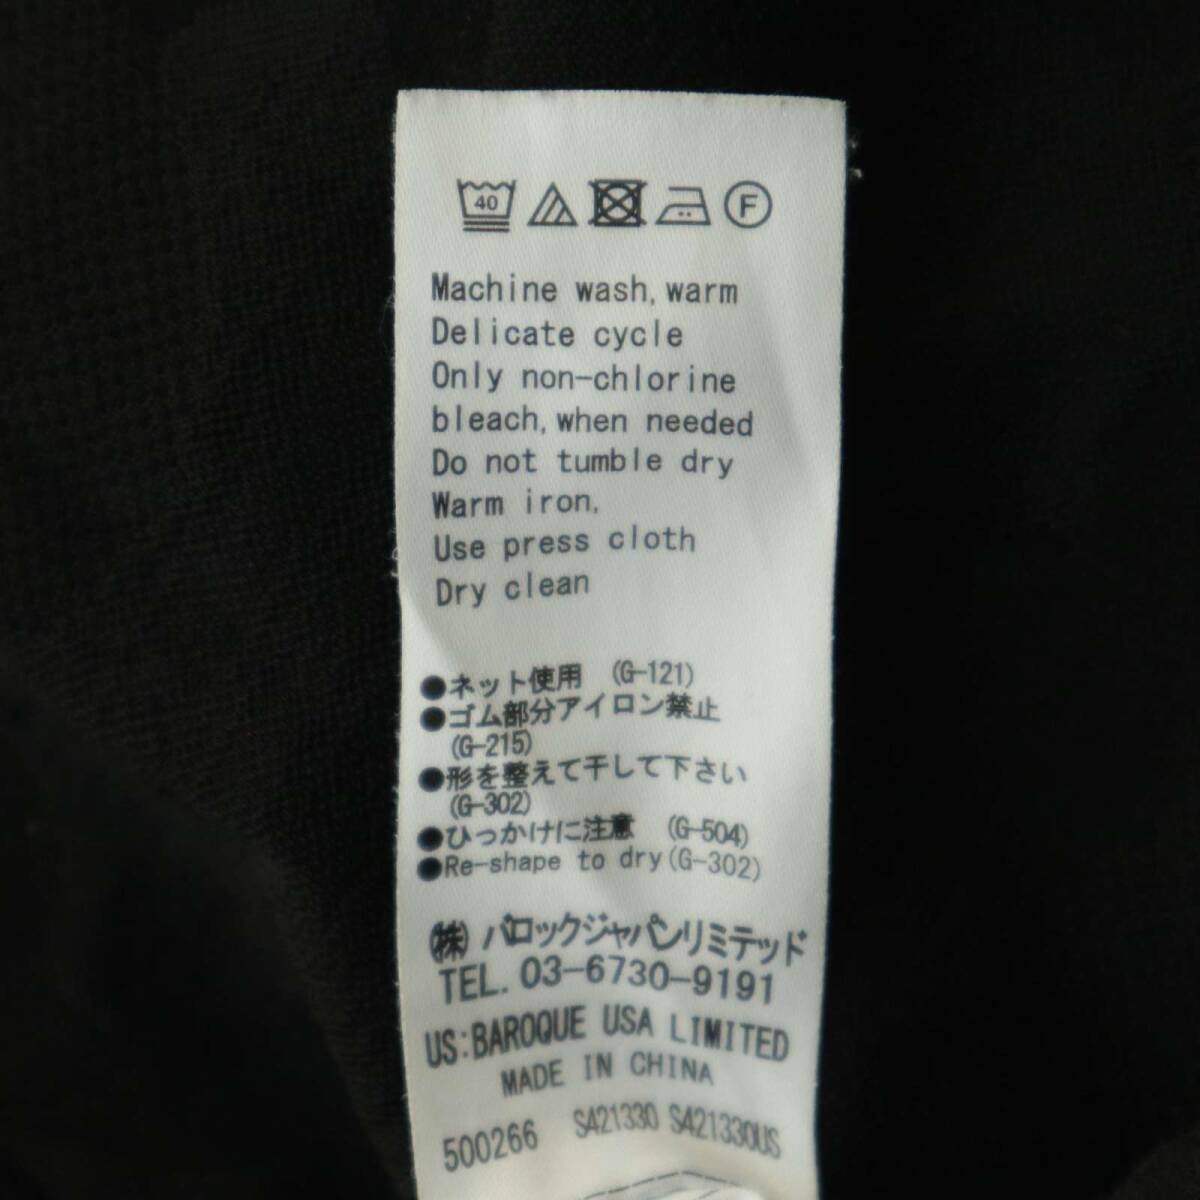 40
F
Machine wash, warm
Delicate cycle
Only non-chlorine
bleach, when needed
Do not tumble dry
Warm iron,
Use press cloth
Dry clean
●ネット使用 (G-121)
●ゴム部分アイロン禁止
(G-215)
●形を整えて干して下さい
(G-302)
●ひっかけに注意 (G-504)
●Re-shape to dry(G-302)
㈱ バロックジャパンリミテッド
TEL. 03-6730-9191
US:BAROQUE USA LIMITED
MADE IN CHINA
500266 S421330 S421330US